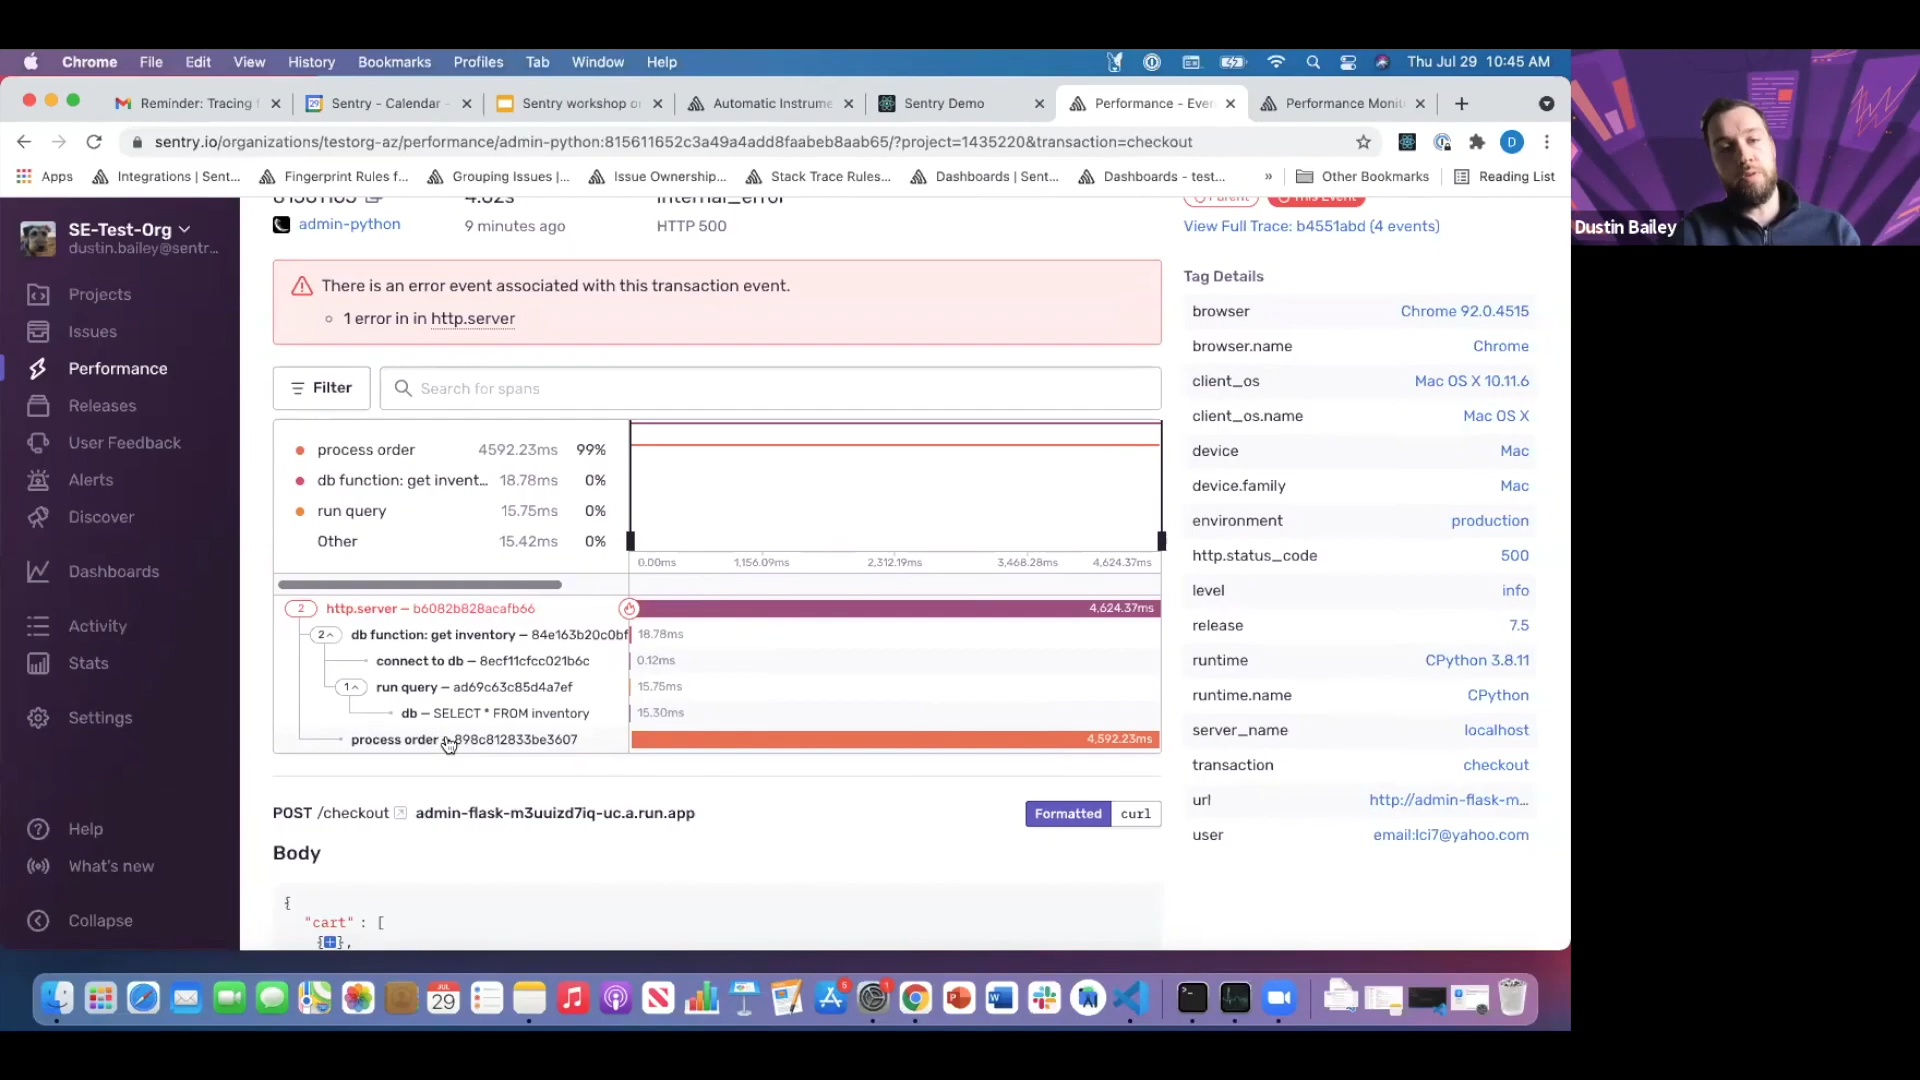 Chrome File Edit View History Bookmarks Profiles Tab Window Help Thu Jul 29 10:45 AM
Reminder: Tracing Sentry - Calendar Sentry workshop Automatic Instrume Sentry Demo Performance - Even Performance Monit
sentry.io/organizations/testorg-az/performance/admin-python:815611652c3a49a4add8faabeb8aab65/?project=1435220&transaction=checkout
Apps Integrations | Sent... Fingerprint Rules f... Grouping Issues |... Issue Ownership... Stack Trace Rules... Dashboards | Sent... Dashboards - test... » Other Bookmarks Reading List
Dustin Bailey
SE-Test-Org
dustin.bailey@sentr...
Projects
Issues
Performance
Releases
User Feedback
Alerts
Discover
Dashboards
Activity
Stats
Settings
Help
What's new
Collapse
4.62s internal_error
admin-python 9 minutes ago HTTP 500
There is an error event associated with this transaction event.
1 error in in http.server
Filter Search for spans
process order 4592.23ms 99%
db function: get invent... 18.78ms 0%
run query 15.75ms 0%
Other 15.42ms 0%
0.00ms 1,156.09ms 2,312.19ms 3,468.28ms 4,624.37ms
2 http.server — b6082b828acafb66 4,624.37ms
2 db function: get inventory — 84e163b20c0bf 18.78ms
connect to db — 8ecf11cfcc021b6c 0.12ms
1 run query — ad69c63c85d4a7ef 15.75ms
db — SELECT * FROM inventory 15.30ms
process order 898c812833be3607 4,592.23ms
POST /checkout admin-flask-m3uuizd7iq-uc.a.run.app Formatted curl
Body
{
"cart" : [
{+},
Parent This Event
View Full Trace: b4551abd (4 events)
Tag Details
browser Chrome 92.0.4515
browser.name Chrome
client_os Mac OS X 10.11.6
client_os.name Mac OS X
device Mac
device.family Mac
environment production
http.status_code 500
level info
release 7.5
runtime CPython 3.8.11
runtime.name CPython
server_name localhost
transaction checkout
url http://admin-flask-m...
user email:lci7@yahoo.com
JUL
29
5
1